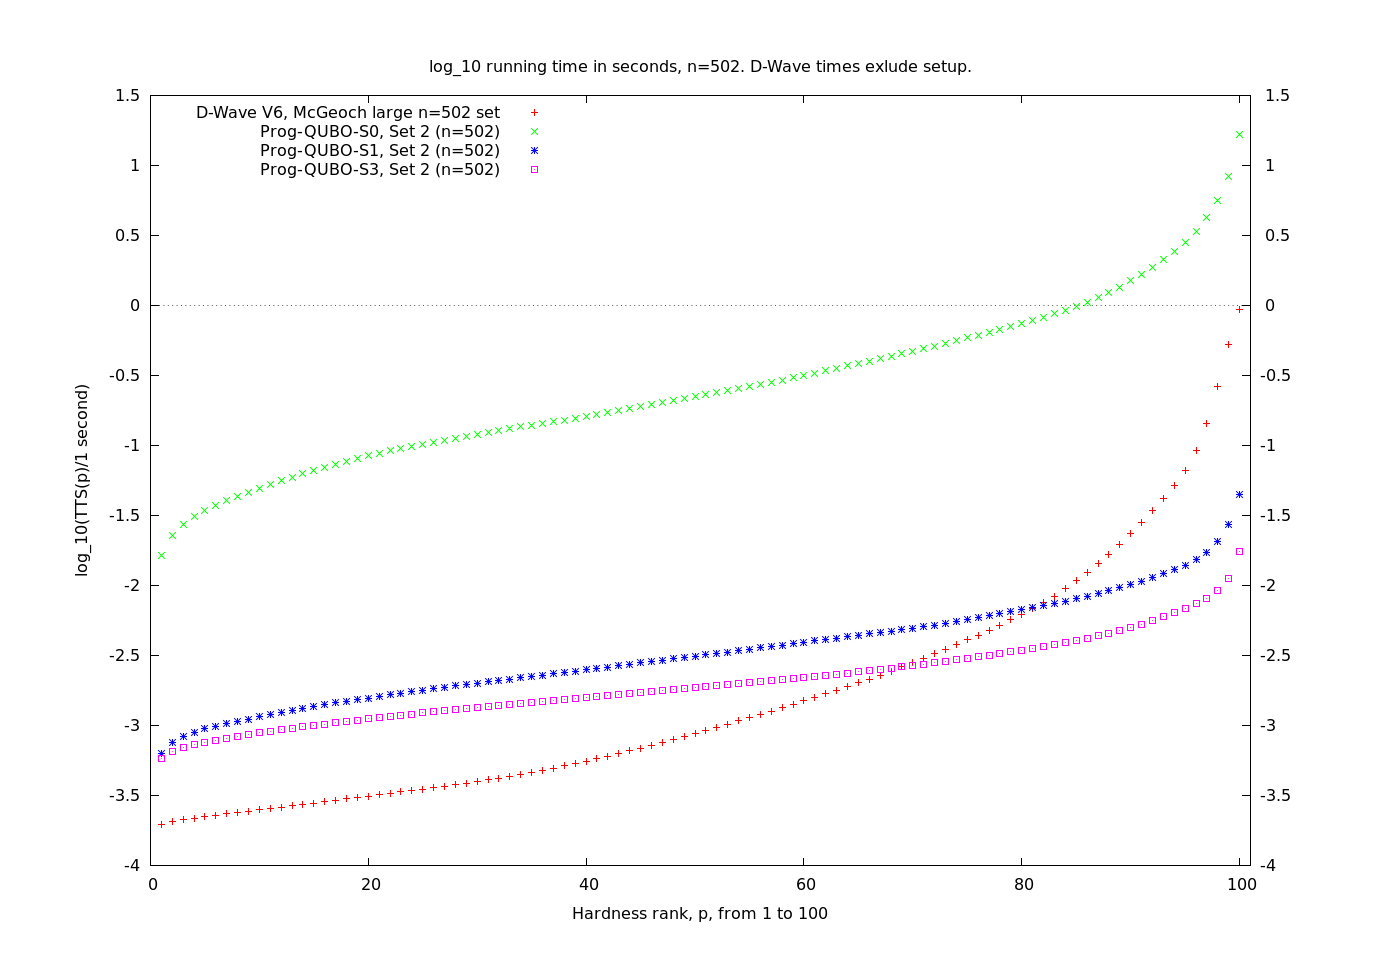 log_10 running time in seconds, n=502. D-Wave times exlude setup.
D-Wave V6, McGeoch large n=502 set
Prog-QUBO-S0, Set 2 (n=502)
Prog-QUBO-S1, Set 2 (n=502)
Prog-QUBO-S3, Set 2 (n=502)
1.5 1.5
1 1
0.5 0.5
0 0
-0.5 -0.5
-1 -1
-1.5 -1.5
-2 -2
-2.5 -2.5
-3 -3
-3.5 -3.5
-4 -4
log_10(TTS(p)/1 second)
0 20 40 60 80 100
Hardness rank, p, from 1 to 100